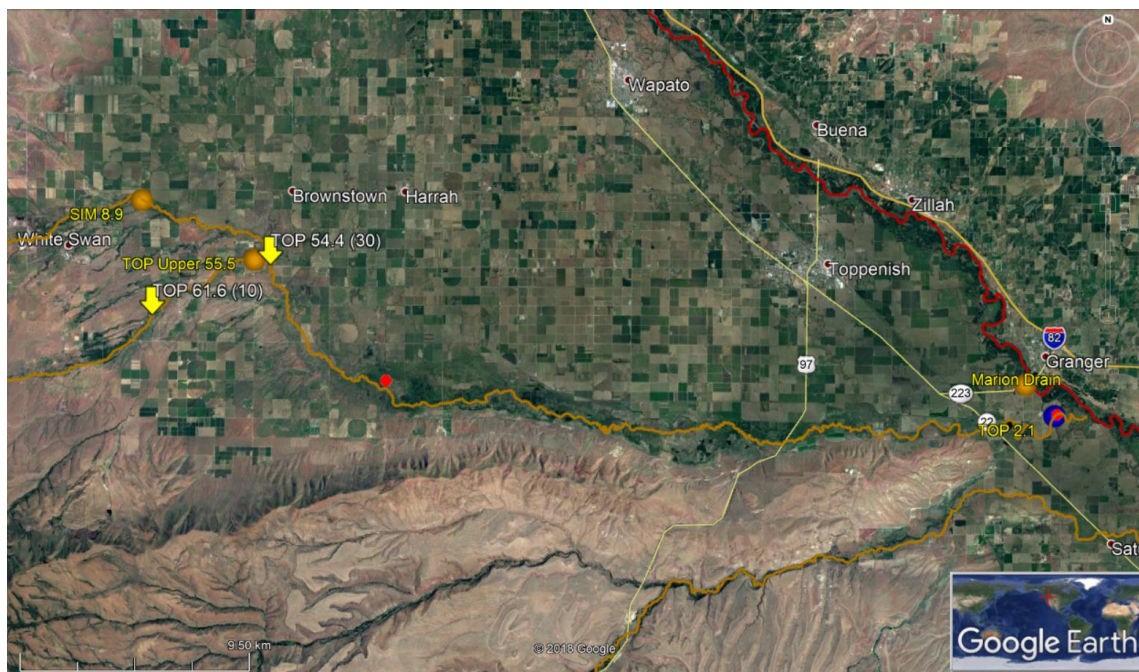 N
Wapato
Buena
Brownstown
Harrah
Zillah
SIM 8.9
White Swan
TOP 54.4 (30)
TOP Upper 55.5
Toppenish
TOP 61.6 (10)
82
97
Granger
Marion Drain
223
22
TOP 2.1
Satu
9.50 km
© 2018 Google
Google Earth